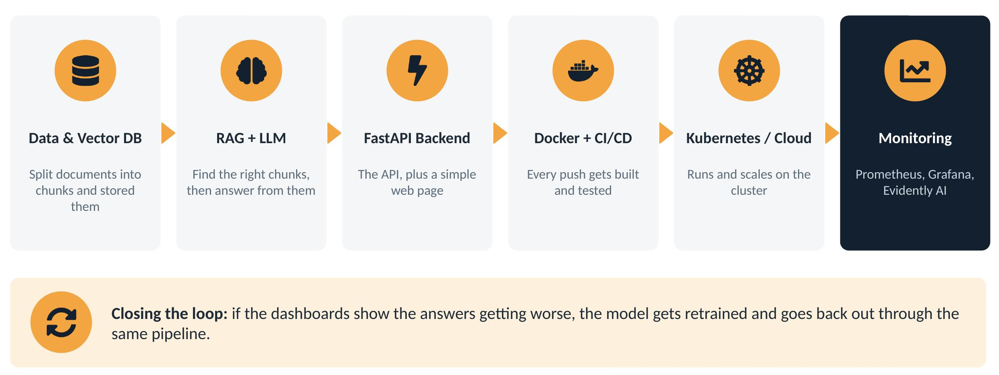 Data & Vector DB
Split documents into
chunks and stored
them
RAG + LLM
Find the right chunks,
then answer from them
FastAPI Backend
The API, plus a simple
web page
Docker + CI/CD
Every push gets built
and tested
Kubernetes / Cloud
Runs and scales on the
cluster
Monitoring
Prometheus, Grafana,
Evidently AI
Closing the loop: if the dashboards show the answers getting worse, the model gets retrained and goes back out through the
same pipeline.